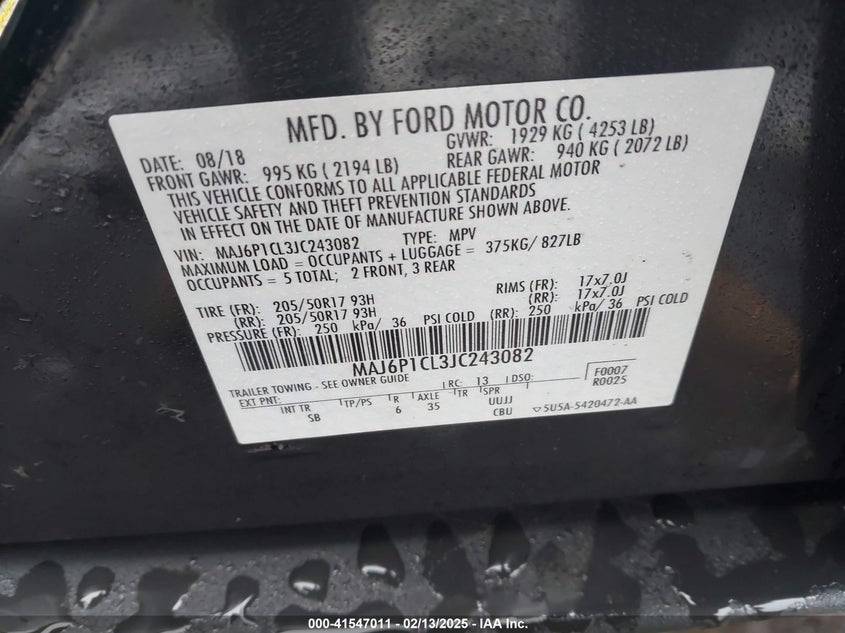 MFD. BY FORD MOTOR CO.
DATE: 08/18 GVWR: 1929 KG ( 4253 LB)
FRONT GAWR: 995 KG ( 2194 LB) REAR GAWR: 940 KG ( 2072 LB)
THIS VEHICLE CONFORMS TO ALL APPLICABLE FEDERAL MOTOR
VEHICLE SAFETY AND THEFT PREVENTION STANDARDS
IN EFFECT ON THE DATE OF MANUFACTURE SHOWN ABOVE.
VIN: MAJ6P1CL3JC243082 TYPE: MPV
MAXIMUM LOAD = OCCUPANTS + LUGGAGE = 375KG/ 827LB
OCCUPANTS = 5 TOTAL; 2 FRONT, 3 REAR
TIRE (FR): 205/50R17 93H RIMS (FR): 17x7.0J
(RR): 205/50R17 93H (RR): 17x7.0J
PRESSURE (FR): 250 kPa/ 36 PSI COLD (RR): 250 kPa/ 36 PSI COLD
MAJ6P1CL3JC243082
TRAILER TOWING - SEE OWNER GUIDE
F0007
R0025
EXT PNT: RC: 13 DSO:
INT TR TP/PS R AXLE TR SPR
SB 6 35 UUJJ
CBU 5U5A-5420472-AA
000-41547011 - 02/13/2025 - IAA Inc.